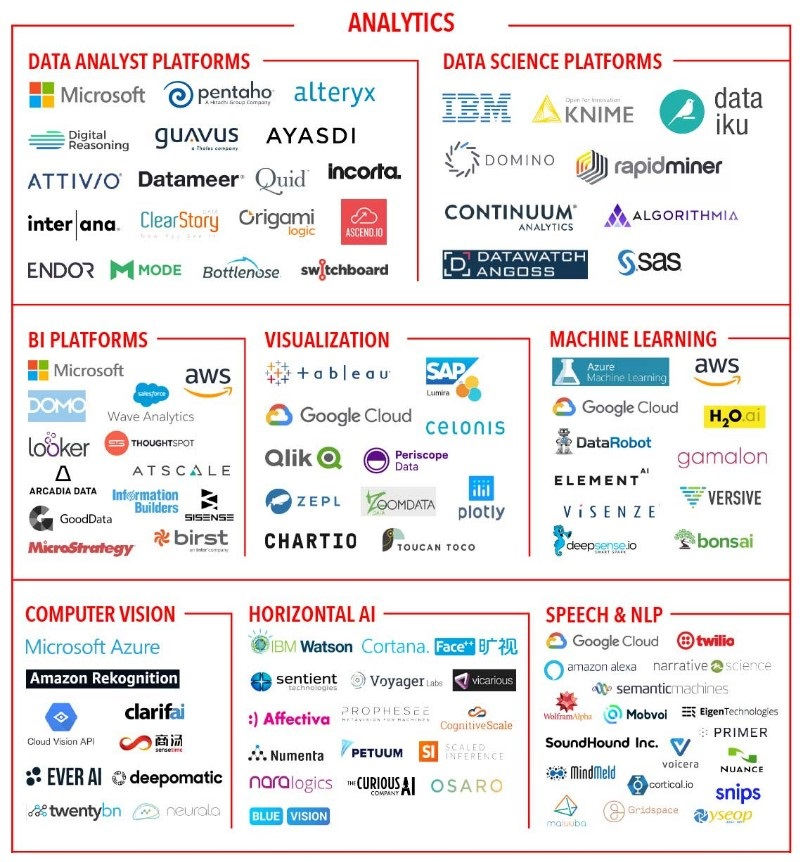 ANALYTICS
DATA ANALYST PLATFORMS
Microsoft
pentaho
A Hitachi Group Company
alteryx
Digital
Reasoning
guavus
a Thales company
AYASDI
ATTIVIO
Datameer
Quid
incorta.
inter|ana.
ClearStory
DATA
Origami
logic
ASCEND.IO
ENDOR
MODE
Bottlenose
switchboard
DATA SCIENCE PLATFORMS
IBM
Open for Innovation
KNIME
data
iku
DOMINO
rapidminer
CONTINUUM
ANALYTICS
ALGORITHMIA
DATAWATCH
ANGOSS
sas
BI PLATFORMS
Microsoft
aws
DOMO
salesforce
Wave Analytics
looker
TS
THOUGHTSPOT
ARCADIA DATA
ATSCALE
Information
Builders
SISENSE
GoodData
MicroStrategy
birst
an infor company
VISUALIZATION
+ableau
SAP
Lumira
Google Cloud
celonis
Qlik
Periscope
Data
ZEPL
ZOOMDATA
plotly
CHARTIO
TOUCAN TOCO
MACHINE LEARNING
Azure
Machine Learning
aws
Google Cloud
H2O.ai
DataRobot
gamalon
ELEMENT AI
VERSIVE
ViSENZE
deepsense.io
bonsai
COMPUTER VISION
Microsoft Azure
Amazon Rekognition
Cloud Vision API
clarifai
商汤
sensetime
EVER AI
deepomatic
twentybn
neurala
HORIZONTAL AI
IBM Watson
Cortana.
Face++ 旷视
sentient
technologies
Voyager Labs
vicarious
:) Affectiva
PROPHESEE
METAVISION FOR MACHINES
CognitiveScale
Numenta
PETUUM
SI
SCALED
INFERENCE
naralogics
THE CURIOUS AI
COMPANY
OSARO
BLUE VISION
SPEECH & NLP
Google Cloud
twilio
amazon alexa
narrative science
semanticmachines
WolframAlpha
Mobvoi
EigenTechnologies
SoundHound Inc.
voicera
PRIMER
NUANCE
MindMeld
cortical.io
snips
maluuba
Gridspace
yseop